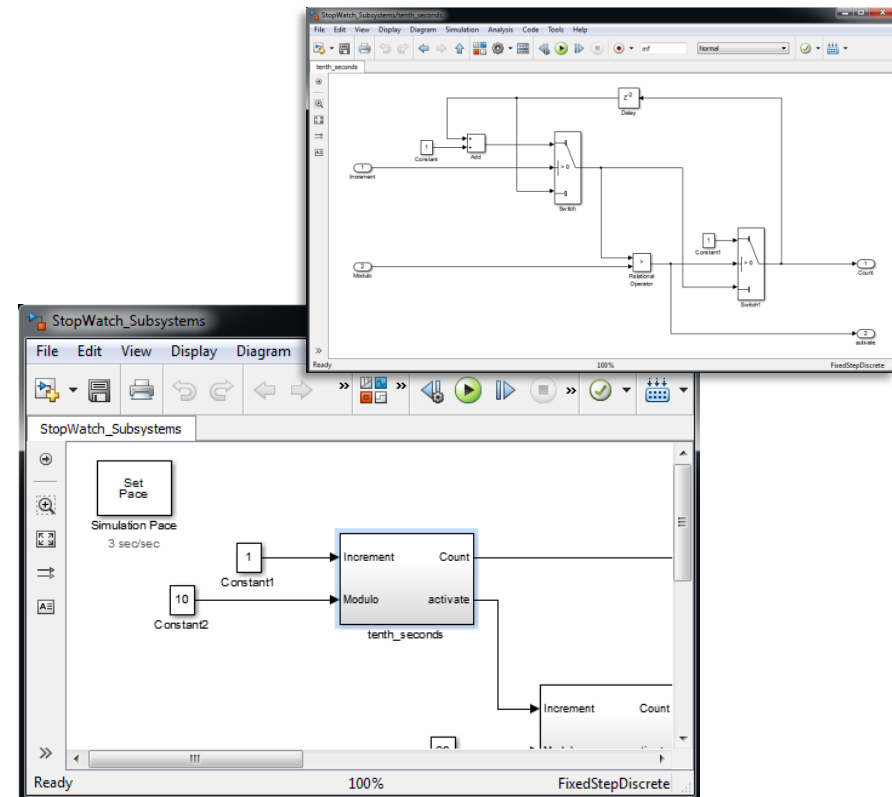 StopWatch_Subsystems/tenth_seconds
File Edit View Display Diagram Simulation Analysis Code Tools Help
inf Normal
tenth_seconds
z-2
Delay
1
Constant
Add
1
Increment
> 0
Switch
1
Constant1
> 0
Switch1
2
Modulo
>
Relational
Operator
1
Count
2
activate
Ready 100% FixedStepDiscrete
StopWatch_Subsystems
File Edit View Display Diagram
StopWatch_Subsystems
Set
Pace
Simulation Pace
3 sec/sec
1
Constant1
10
Constant2
Increment Count
Modulo activate
tenth_seconds
Increment Count
Ready 100% FixedStepDiscrete